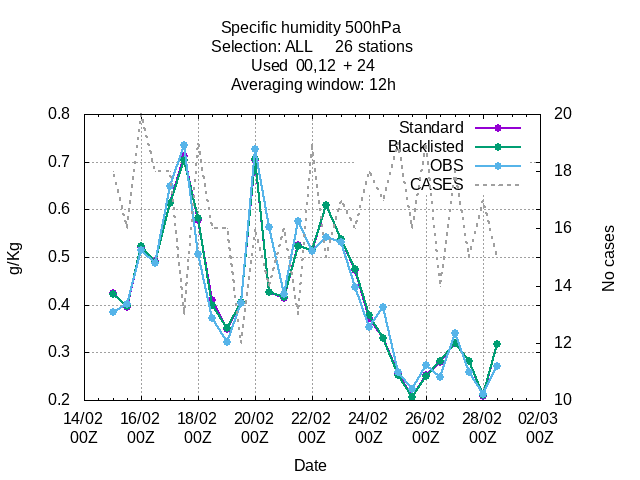 Specific humidity 500hPa
Selection: ALL 26 stations
Used 00,12 + 24
Averaging window: 12h
Standard
Blacklisted
OBS
CASES
g/Kg
0.8
0.7
0.6
0.5
0.4
0.3
0.2
No cases
20
18
16
14
12
10
14/02 16/02 18/02 20/02 22/02 24/02 26/02 28/02 02/03
00Z 00Z 00Z 00Z 00Z 00Z 00Z 00Z 00Z
Date